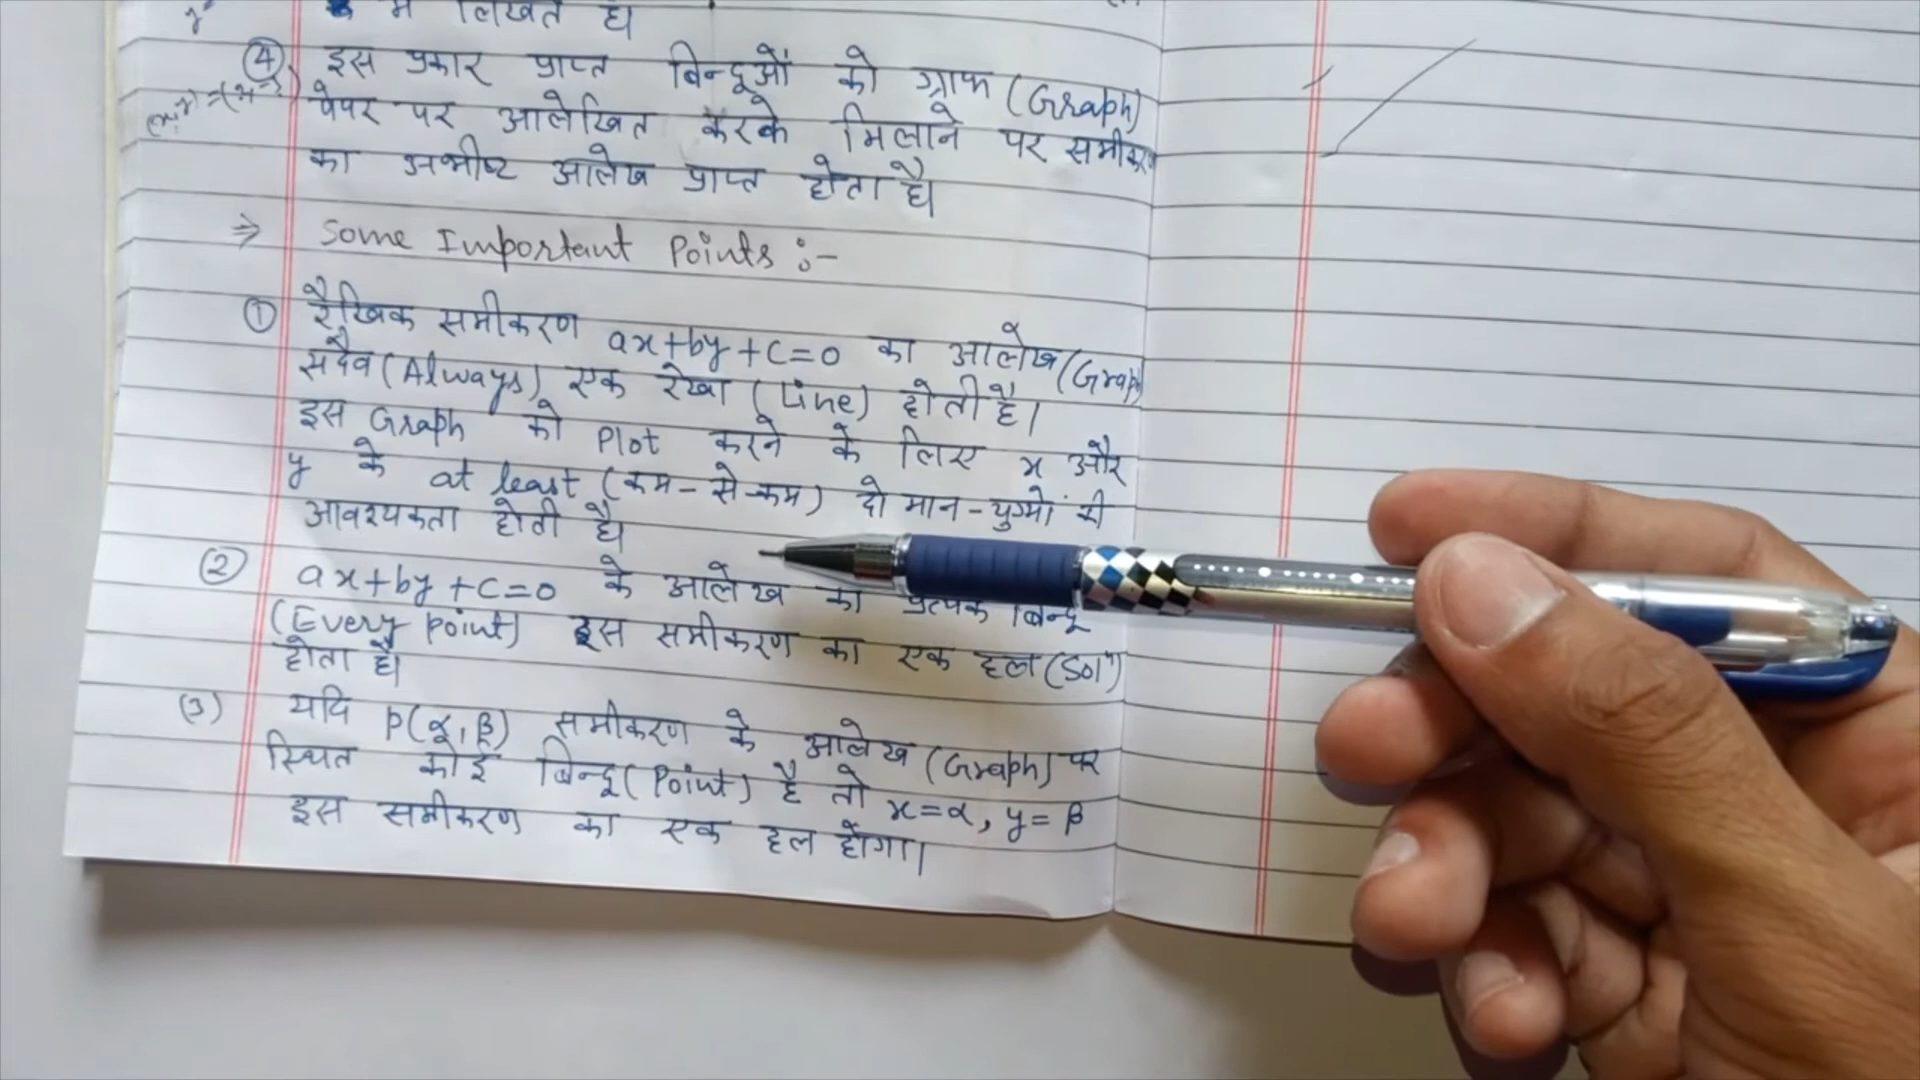 में लिखते है
④ इस प्रकार प्राप्त बिन्दूओं को ग्राफ (Graph)
पेपर पर आलेखित करके मिलाने पर समीकरण
का अभीष्ट आलेख प्राप्त होता है
⇒ Some Important Points :-
① रैखिक समीकरण ax+by+c=0 का आलेख (Graph
सदैव (Always) एक रेखा (Line) होती है।
इस Graph को Plot करने के लिए x और
y के at least (कम-से-कम) दो मान-युग्मो की
आवश्यकता होती है
② ax+by+c=0 के आलेख का प्रत्येक बिन्दू
(Every point) इस समीकरण का एक हल (Solⁿ)
होता है
(3) यदि P(α,β) समीकरण के आलेख (Graph) पर
स्थित कोई बिन्दू (Point) है तो x=α, y=β
इस समीकरण का एक हल होगा।